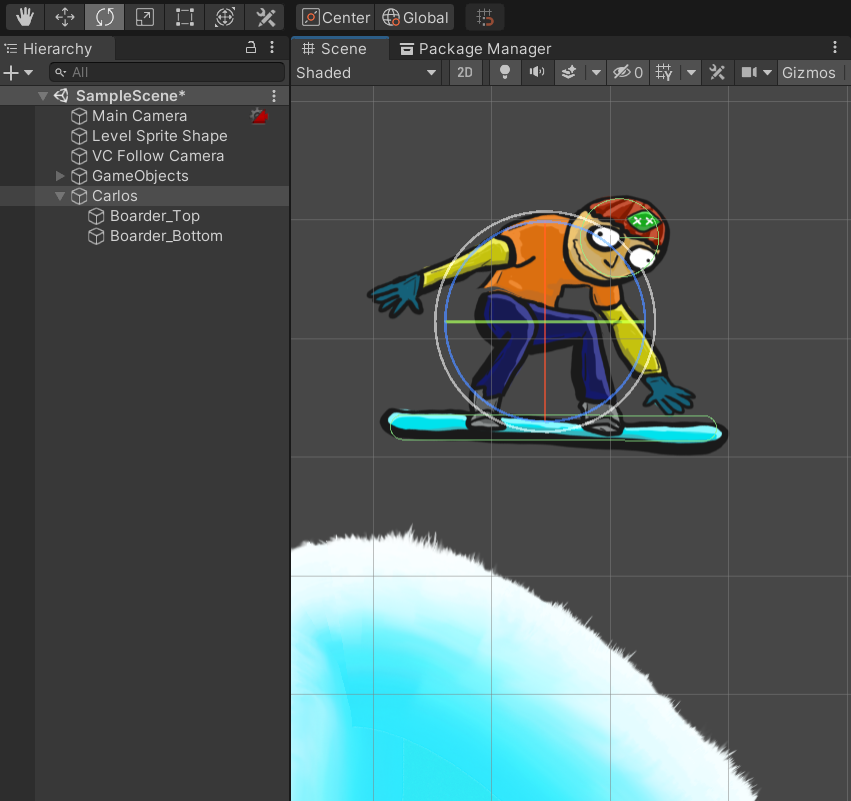 Center Global
Hierarchy
All
SampleScene*
Main Camera
Level Sprite Shape
VC Follow Camera
GameObjects
Carlos
Boarder_Top
Boarder_Bottom
Scene Package Manager
Shaded 2D 0 Gizmos